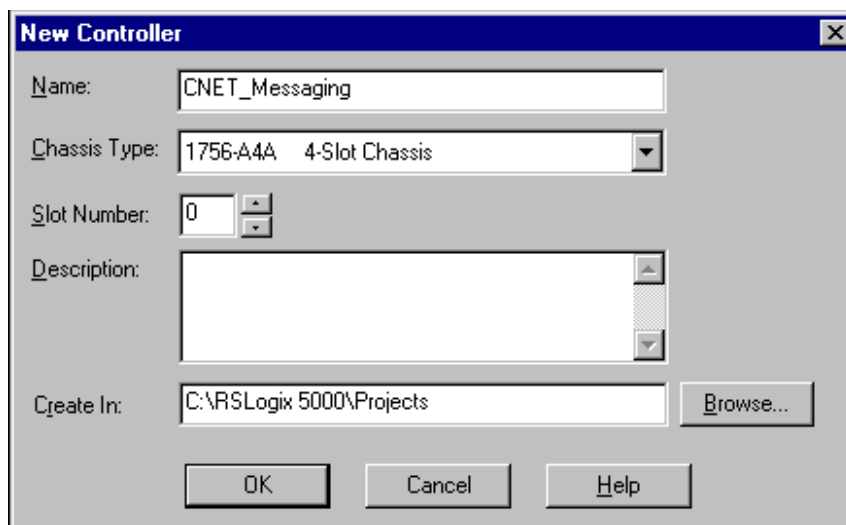 New Controller
Name: CNET_Messaging
Chassis Type: 1756-A4A 4-Slot Chassis
Slot Number: 0
Description:
Create In: C:\RSLogix 5000\Projects Browse...
OK Cancel Help